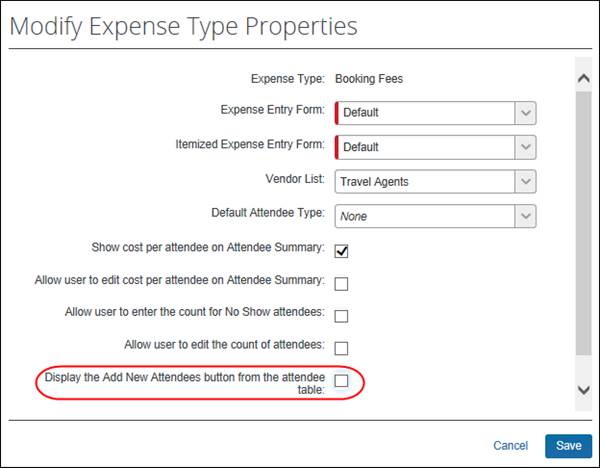 Modify Expense Type Properties
Expense Type: Booking Fees
Expense Entry Form: Default
Itemized Expense Entry Form: Default
Vendor List: Travel Agents
Default Attendee Type: None
Show cost per attendee on Attendee Summary:
Allow user to edit cost per attendee on Attendee Summary:
Allow user to enter the count for No Show attendees:
Allow user to edit the count of attendees:
Display the Add New Attendees button from the attendee
table:
Cancel Save